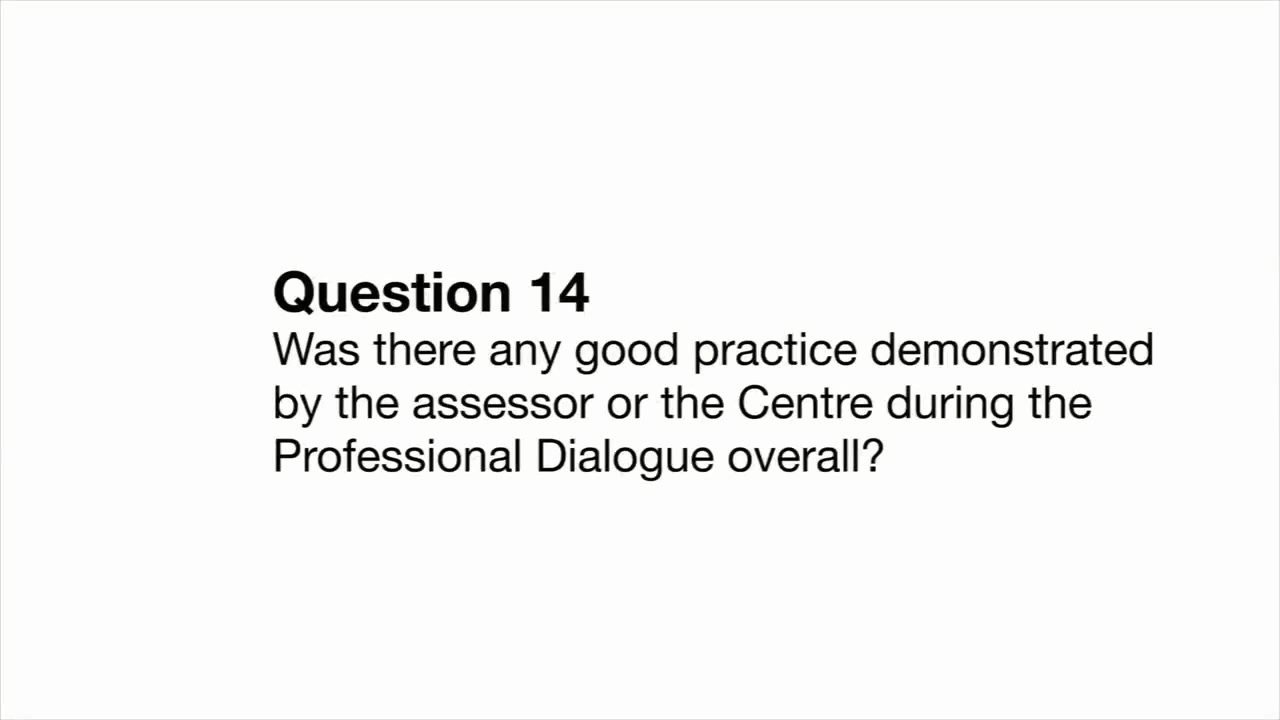 Question 14
Was there any good practice demonstrated
by the assessor or the Centre during the
Professional Dialogue overall?